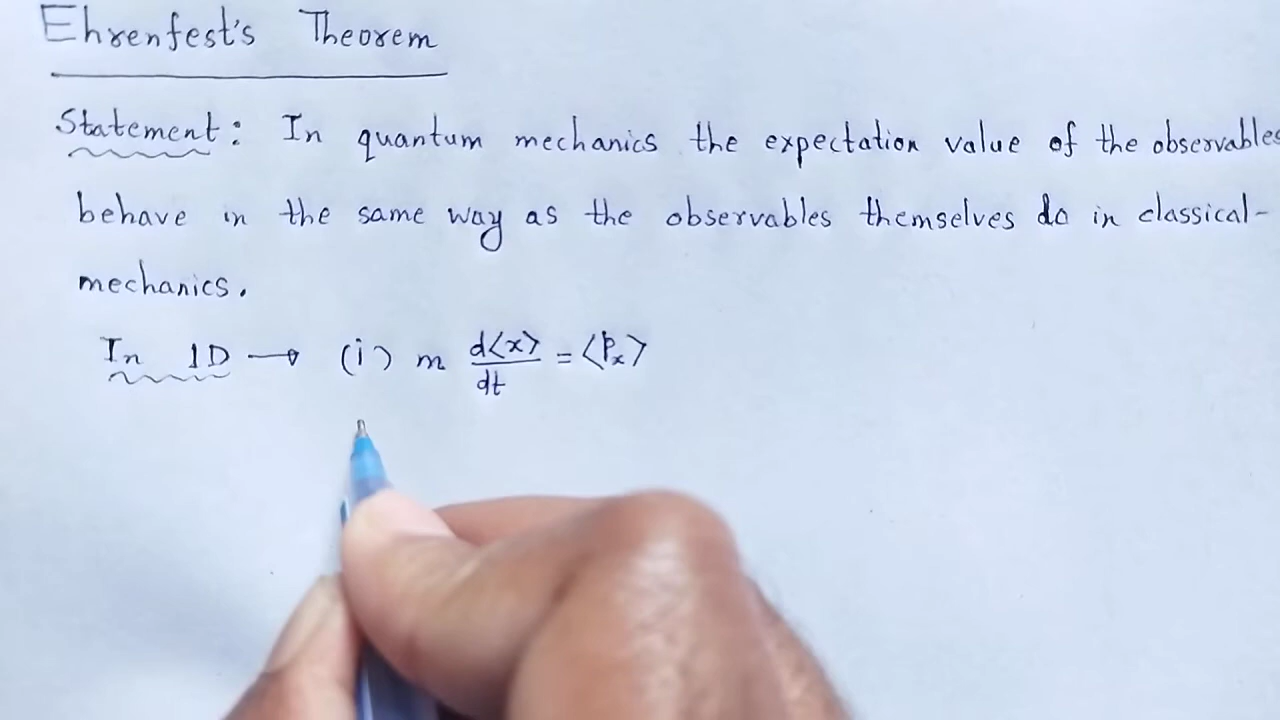 Ehrenfest's Theorem
Statement: In quantum mechanics the expectation value of the observables
behave in the same way as the observables themselves do in classical-
mechanics.
In 1D → (i) m d⟨x⟩/dt = ⟨Pₓ⟩